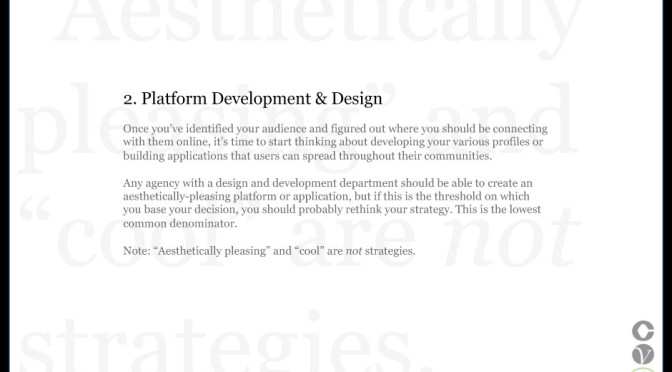 Aesthetically
pleasing” and
“cool” are not
strategies.
2. Platform Development & Design
Once you’ve identified your audience and figured out where you should be connecting
with them online, it’s time to start thinking about developing your various profiles or
building applications that users can spread throughout their communities.
Any agency with a design and development department should be able to create an
aesthetically-pleasing platform or application, but if this is the threshold on which
you base your decision, you should probably rethink your strategy. This is the lowest
common denominator.
Note: “Aesthetically pleasing” and “cool” are not strategies.